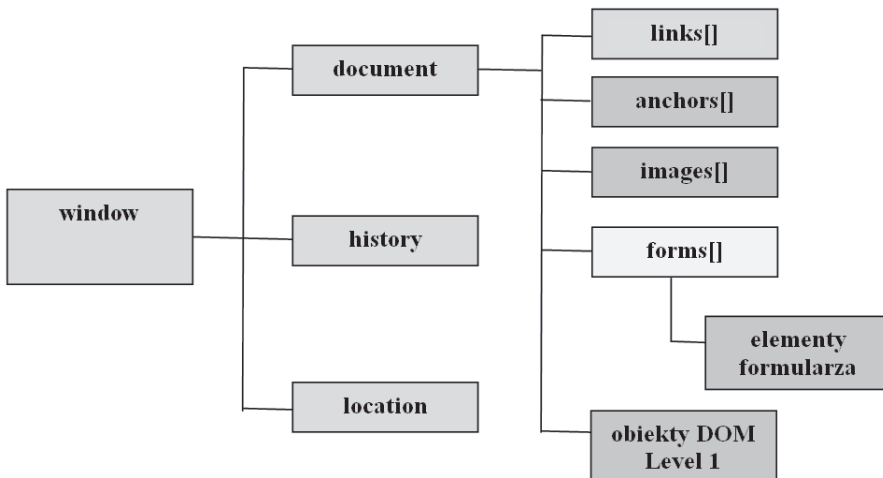 window
document
history
location
links[]
anchors[]
images[]
forms[]
elementy
formularza
obiekty DOM
Level 1